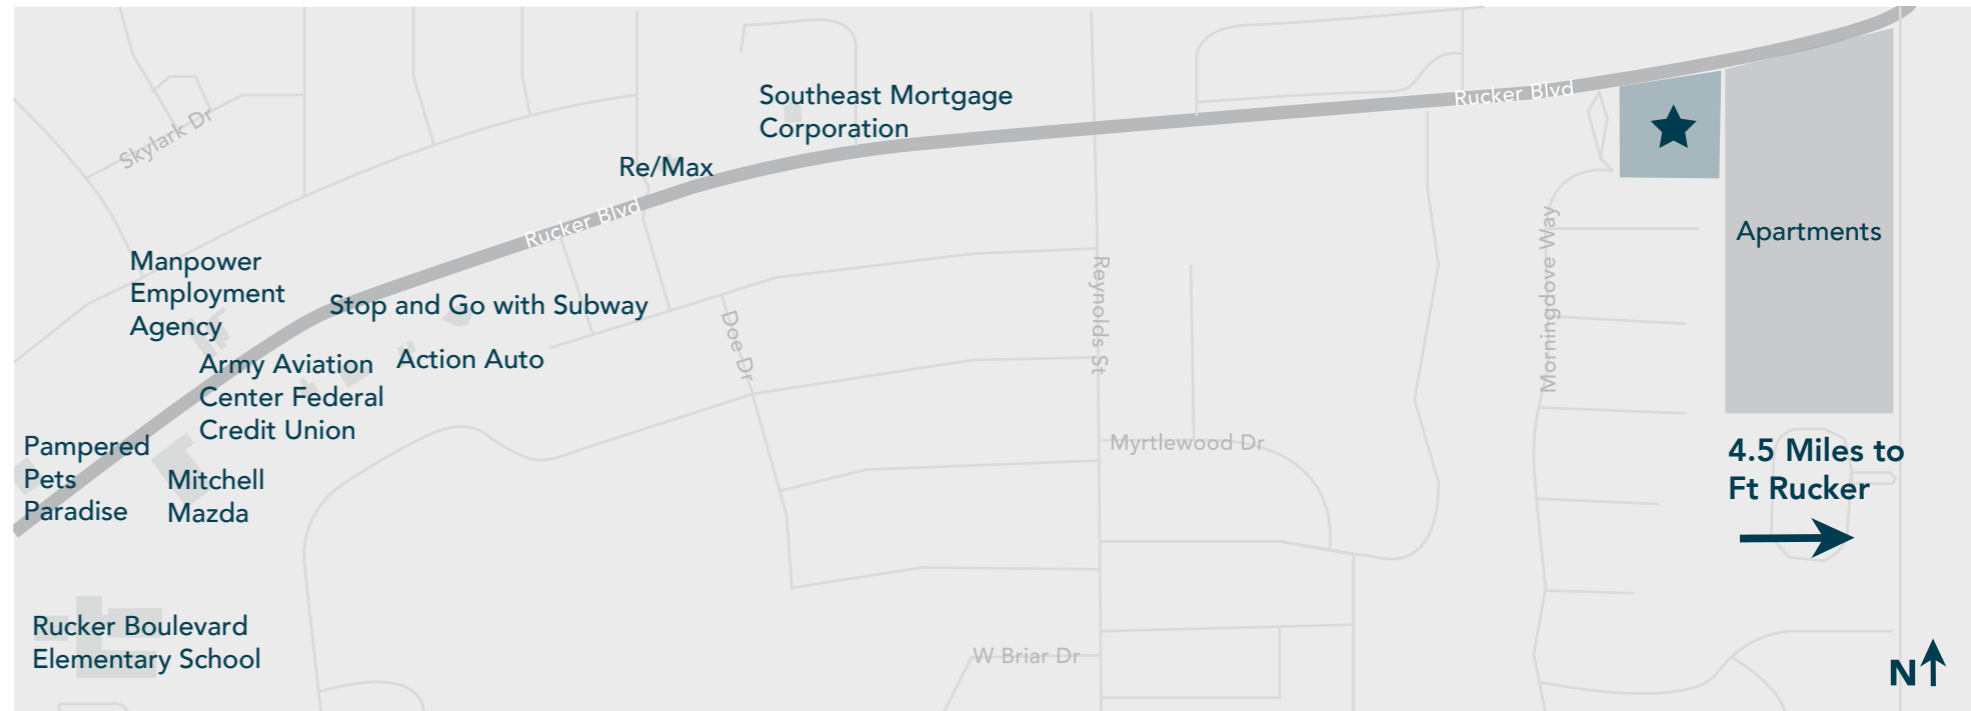 Skylark Dr
Southeast Mortgage
Corporation
Re/Max
Rucker Blvd
Rucker Blvd
Manpower
Employment
Agency
Stop and Go with Subway
Army Aviation
Center Federal
Credit Union
Action Auto
Doe Dr
Reynolds St
Morningdove Way
Apartments
Pampered
Pets
Paradise
Mitchell
Mazda
Myrtlewood Dr
4.5 Miles to
Ft Rucker
Rucker Boulevard
Elementary School
W Briar Dr
N